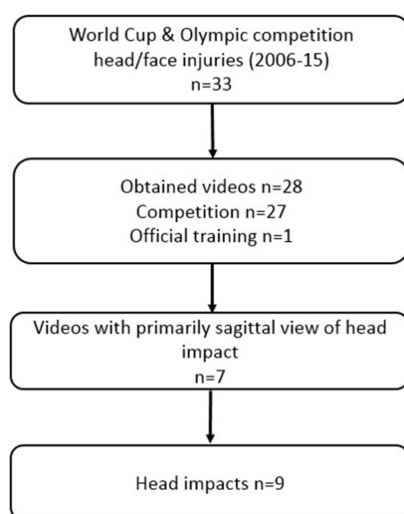 World Cup & Olympic competition
head/face injuries (2006-15)
n=33
Obtained videos n=28
Competition n=27
Official training n=1
Videos with primarily sagittal view of head
impact
n=7
Head impacts n=9